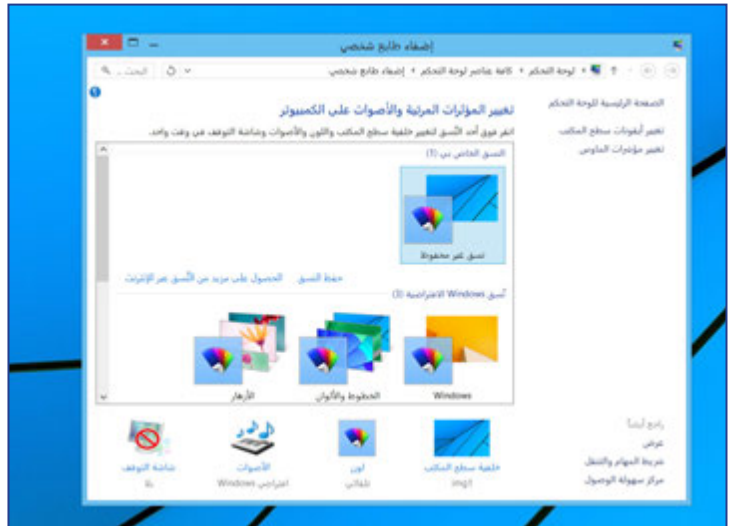 إضفاء طابع شخصي
لوحة التحكم ‹ كافة عناصر لوحة التحكم ‹ إضفاء طابع شخصي
البحث ...
الصفحة الرئيسية للوحة التحكم
تغيير أيقونات سطح المكتب
تغيير مؤشرات الماوس
تغيير المؤثرات المرئية والأصوات على الكمبيوتر
انقر فوق أحد النُسق لتغيير خلفية سطح المكتب واللون والأصوات وشاشة التوقف في وقت واحد.
النسق الخاص بي (1)
نسق غير محفوظ
حفظ النسق الحصول على مزيد من النُسق عبر الإنترنت
نُسق Windows الافتراضية (3)
Windows الخطوط والألوان الأزهار
خلفية سطح المكتب لون الأصوات شاشة التوقف
img1 تلقائي افتراضي Windows بلا
راجع أيضاً
عرض
شريط المهام والتنقل
مركز سهولة الوصول